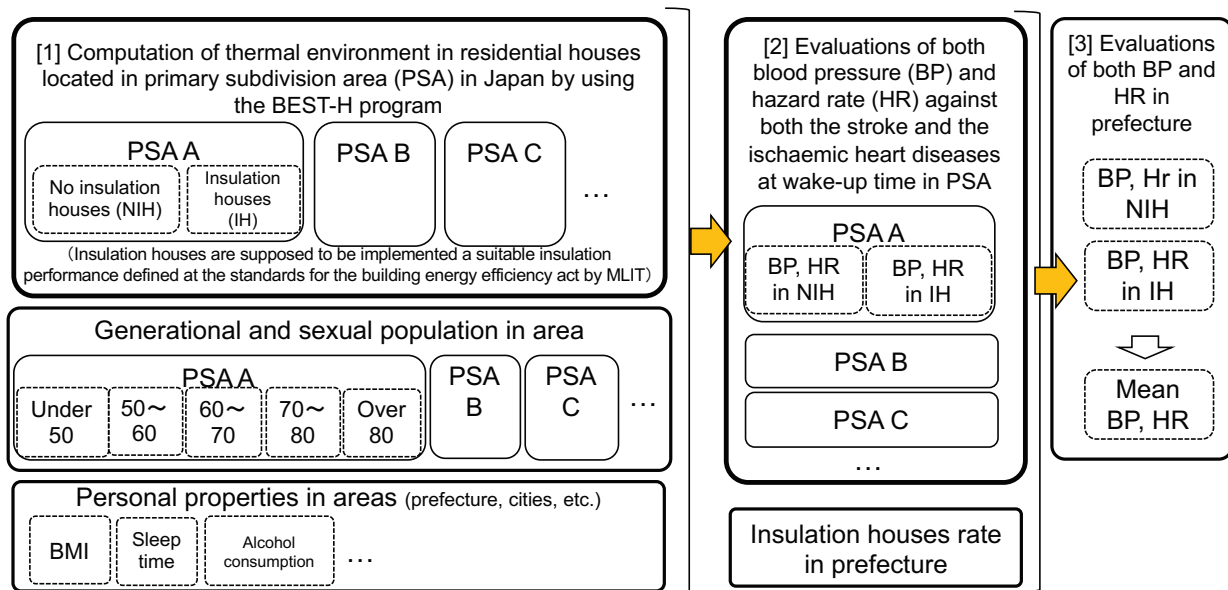 [1] Computation of thermal environment in residential houses
located in primary subdivision area (PSA) in Japan by using
the BEST-H program
PSA A
No insulation
houses (NIH)
Insulation
houses
(IH)
PSA B
PSA C
…
(Insulation houses are supposed to be implemented a suitable insulation
performance defined at the standards for the building energy efficiency act by MLIT)
Generational and sexual population in area
PSA A
Under
50
50～
60
60～
70
70～
80
Over
80
PSA
B
PSA
C
…
Personal properties in areas (prefecture, cities, etc.)
BMI
Sleep
time
Alcohol
consumption
…
[2] Evaluations of both
blood pressure (BP) and
hazard rate (HR) against
both the stroke and the
ischaemic heart diseases
at wake-up time in PSA
PSA A
BP, HR
in NIH
BP, HR
in IH
PSA B
PSA C
…
Insulation houses rate
in prefecture
[3] Evaluations
of both BP and
HR in
prefecture
BP, Hr in
NIH
BP, HR
in IH
Mean
BP, HR